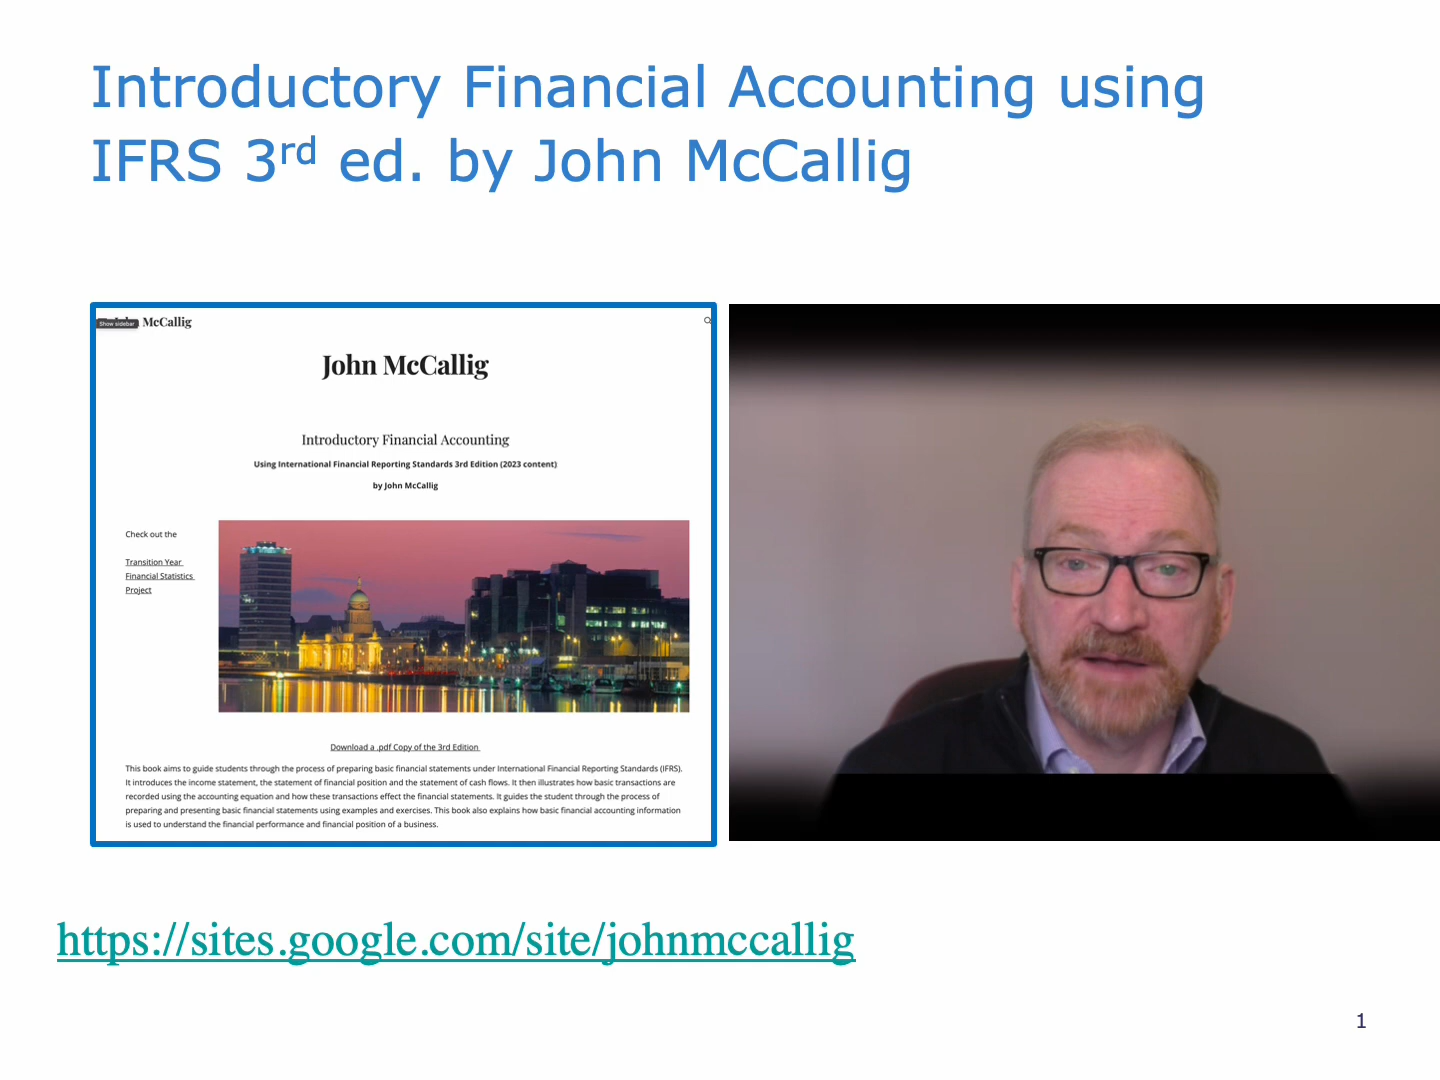 Introductory Financial Accounting using
IFRS 3rd ed. by John McCallig
Show sidebar
McCallig
John McCallig
Introductory Financial Accounting
Using International Financial Reporting Standards 3rd Edition (2023 content)
by John McCallig
Check out the
Transition Year
Financial Statistics
Project
Download a .pdf Copy of the 3rd Edition
This book aims to guide students through the process of preparing basic financial statements under International Financial Reporting Standards (IFRS).
It introduces the income statement, the statement of financial position and the statement of cash flows. It then illustrates how basic transactions are
recorded using the accounting equation and how these transactions effect the financial statements. It guides the student through the process of
preparing and presenting basic financial statements using examples and exercises. This book also explains how basic financial accounting information
is used to understand the financial performance and financial position of a business.
https://sites.google.com/site/johnmccallig
1